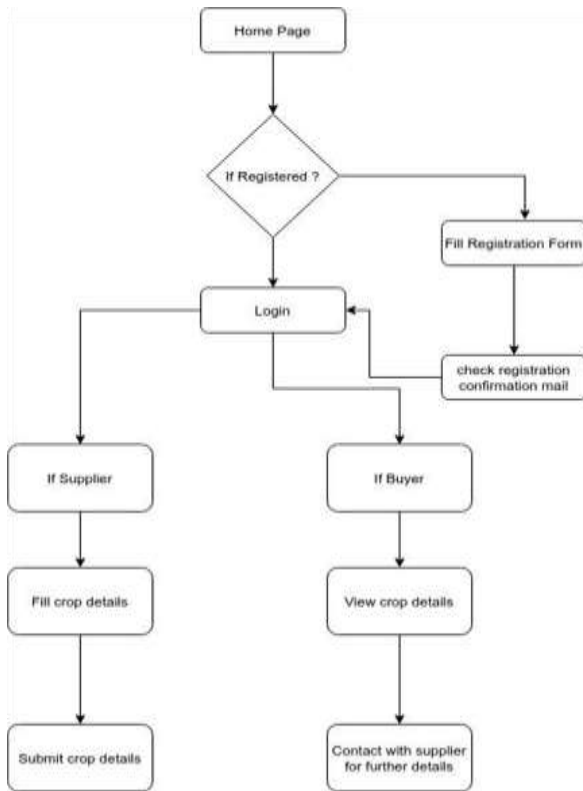 Home Page
If Registered ?
Fill Registration Form
Login
check registration
confirmation mail
If Supplier
If Buyer
Fill crop details
View crop details
Submit crop details
Contact with supplier
for further details